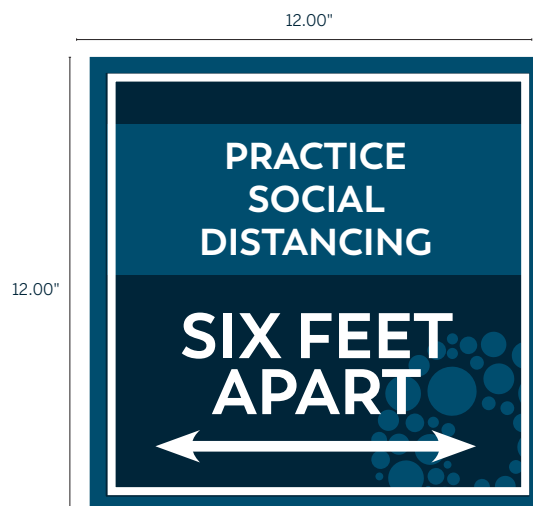 12.00"
PRACTICE
SOCIAL
DISTANCING
12.00"
SIX FEET
APART